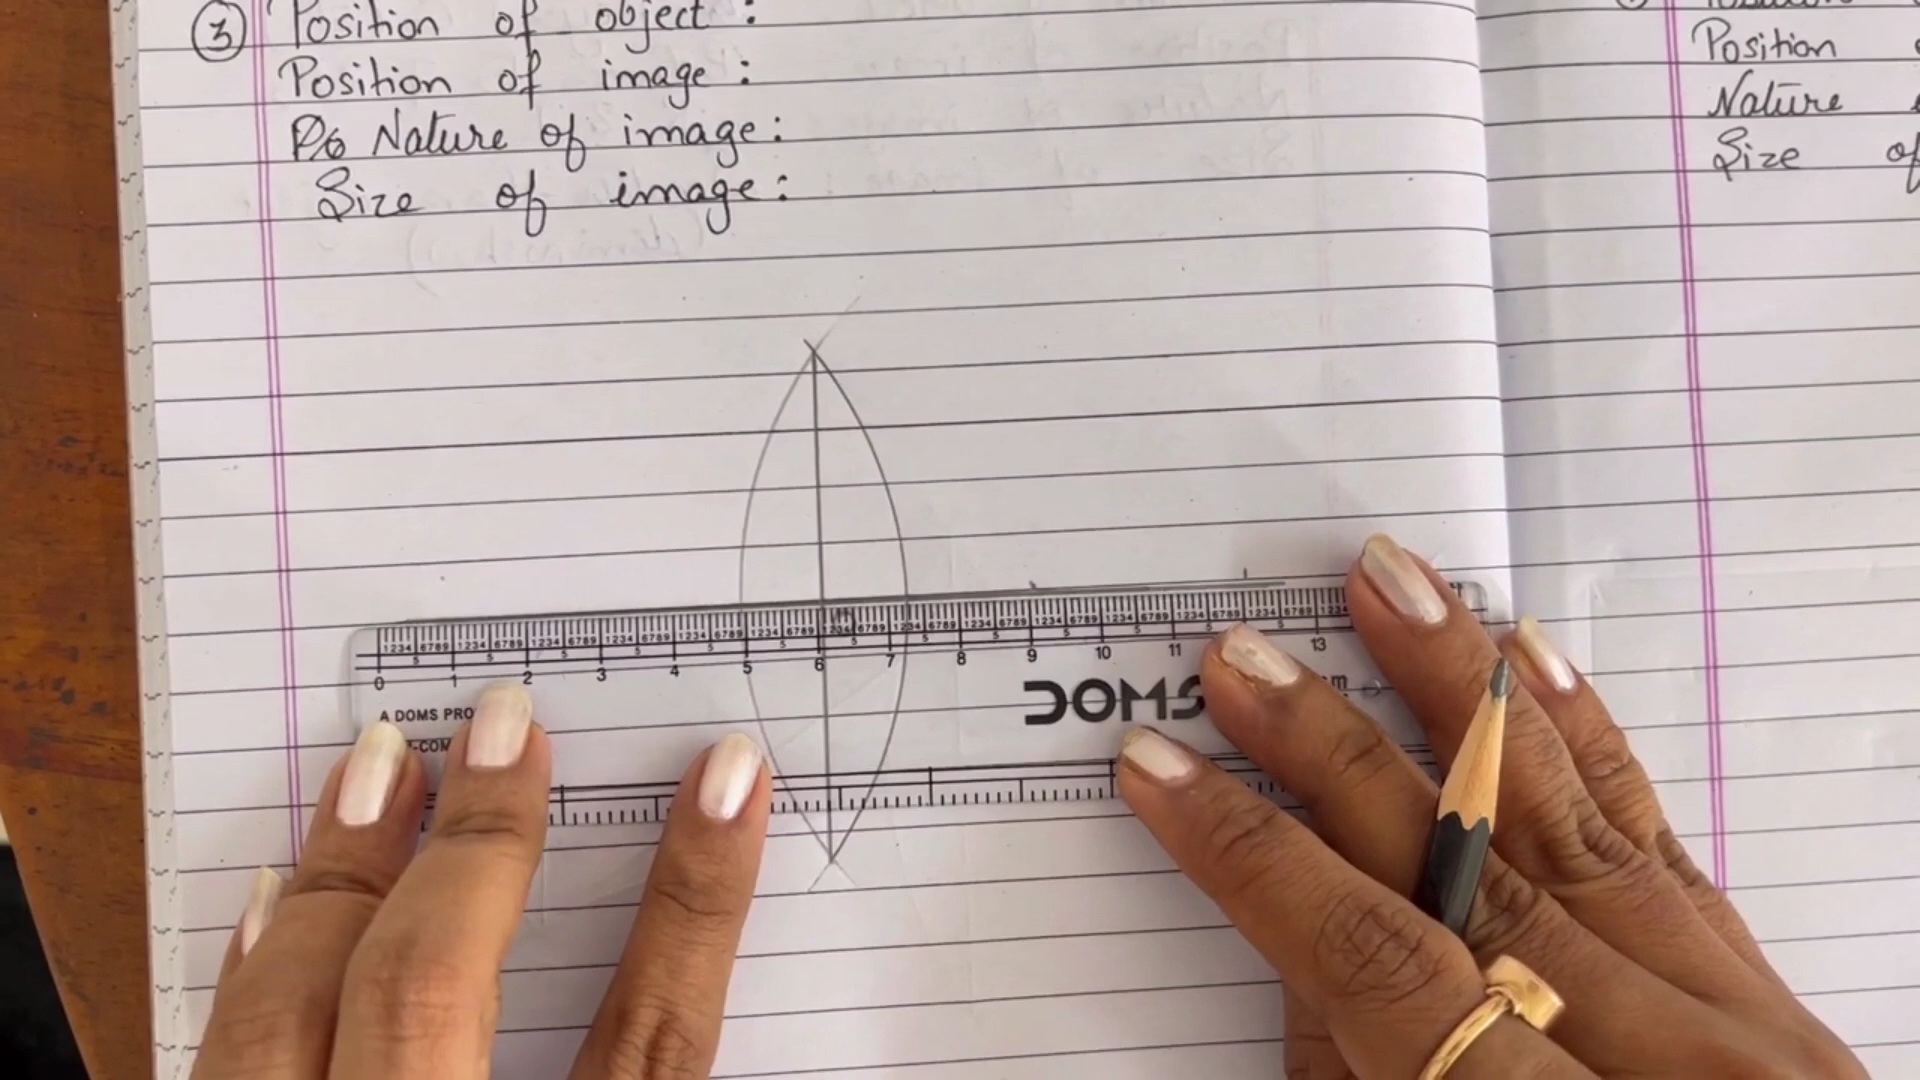 3 Position of object :
Position of image :
Po Nature of image :
Size of image :
Position
Nature
Size of
0 1 2 3 4 5 6 7 8 9 10 11 13
A DOMS PRO
DOMS